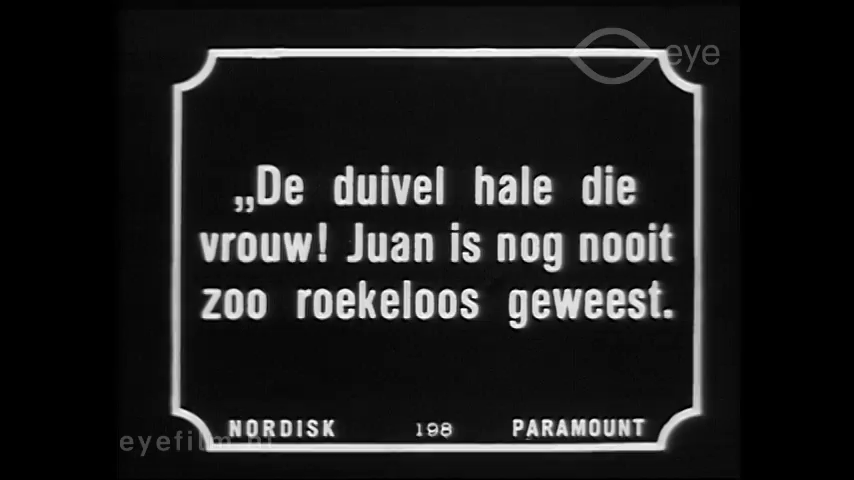 eye
„De duivel hale die
vrouw! Juan is nog nooit
zoo roekeloos geweest.
NORDISK 198 PARAMOUNT
eyefilm.nl